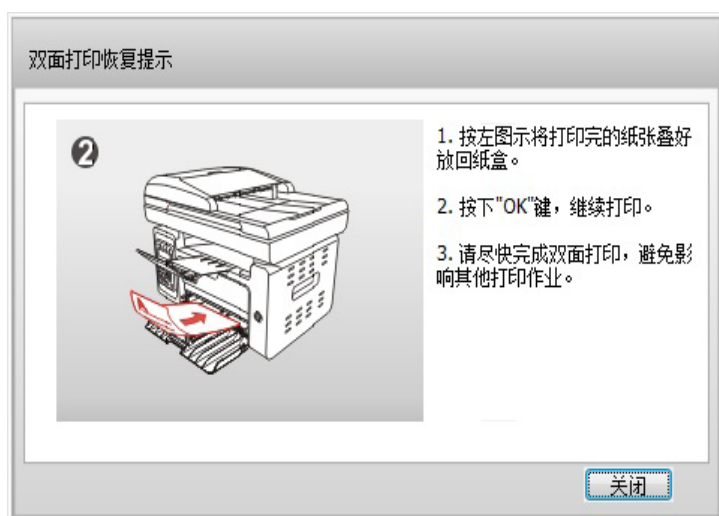 双面打印恢复提示
2
1. 按左图示将打印完的纸张叠好
放回纸盒。
2. 按下"OK"键，继续打印。
3. 请尽快完成双面打印，避免影
响其他打印作业。
关闭